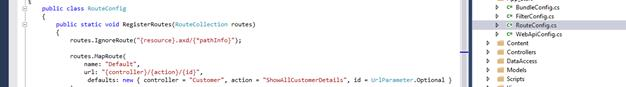 public class RouteConfig
{
public static void RegisterRoutes(RouteCollection routes)
{
routes.IgnoreRoute("{resource}.axd/{*pathInfo}");
routes.MapRoute(
name: "Default",
url: "{controller}/{action}/{id}",
defaults: new { controller = "Customer", action = "ShowAllCustomerDetails", id = UrlParameter.Optional }
BundleConfig.cs
FilterConfig.cs
RouteConfig.cs
WebApiConfig.cs
Content
Controllers
DataAccess
Models
Scripts